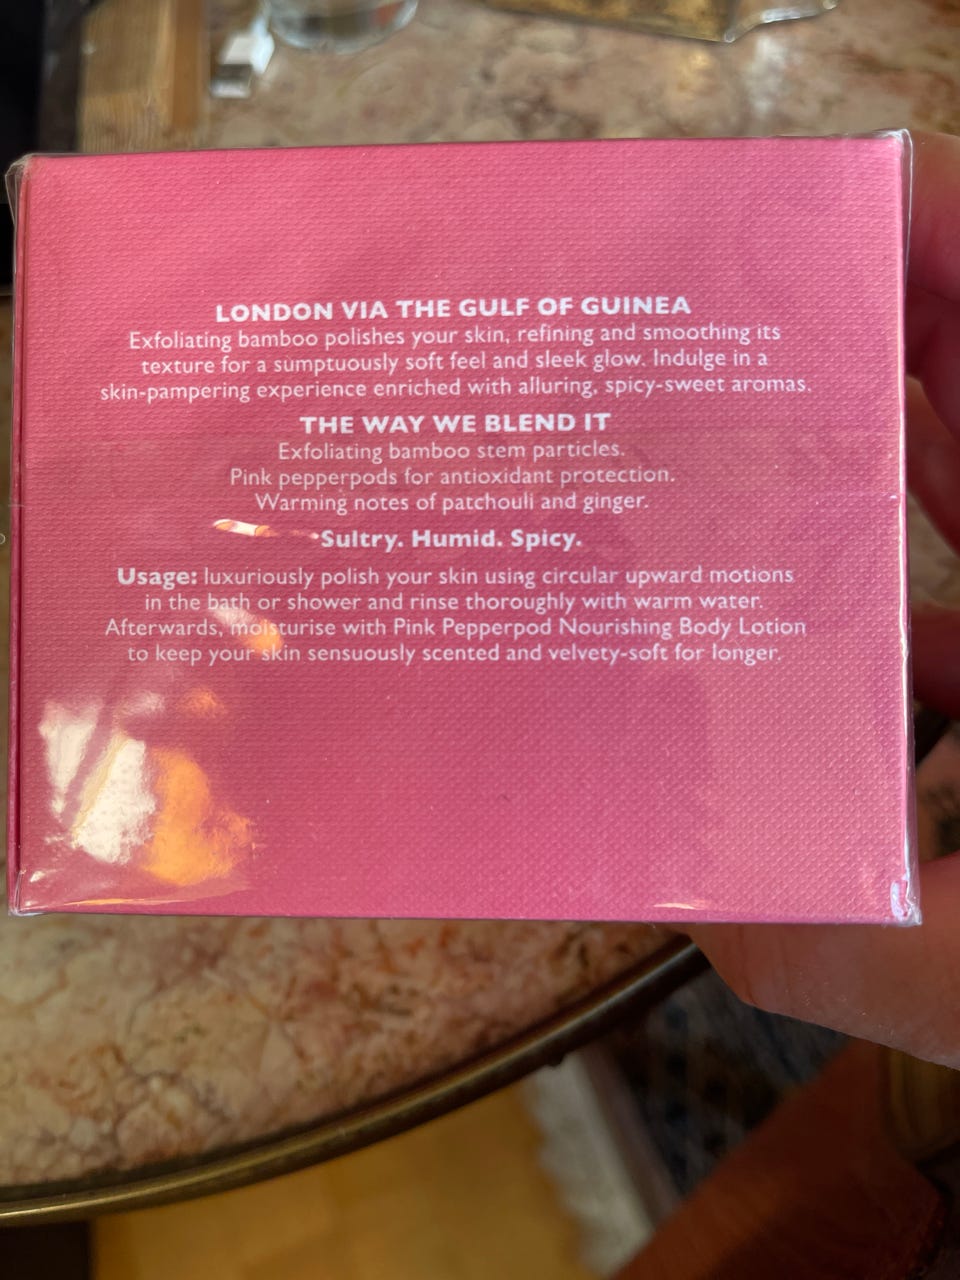 LONDON VIA THE GULF OF GUINEA
Exfoliating bamboo polishes your skin, refining and smoothing its
texture for a sumptuously soft feel and sleek glow. Indulge in a
skin-pampering experience enriched with alluring, spicy-sweet aromas.
THE WAY WE BLEND IT
Exfoliating bamboo stem particles.
Pink pepperpods for antioxidant protection.
Warming notes of patchouli and ginger.
Sultry. Humid. Spicy.
Usage: luxuriously polish your skin using circular upward motions
in the bath or shower and rinse thoroughly with warm water.
Afterwards, moisturise with Pink Pepperpod Nourishing Body Lotion
to keep your skin sensuously scented and velvety-soft for longer.